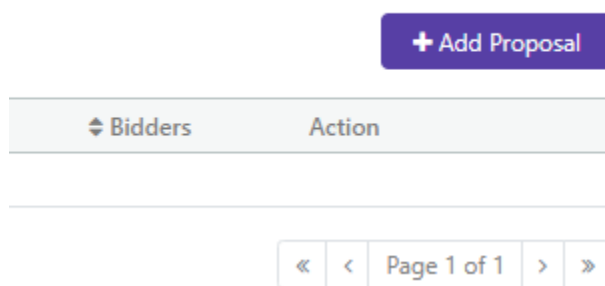 + Add Proposal
Bidders Action
« < Page 1 of 1 > »